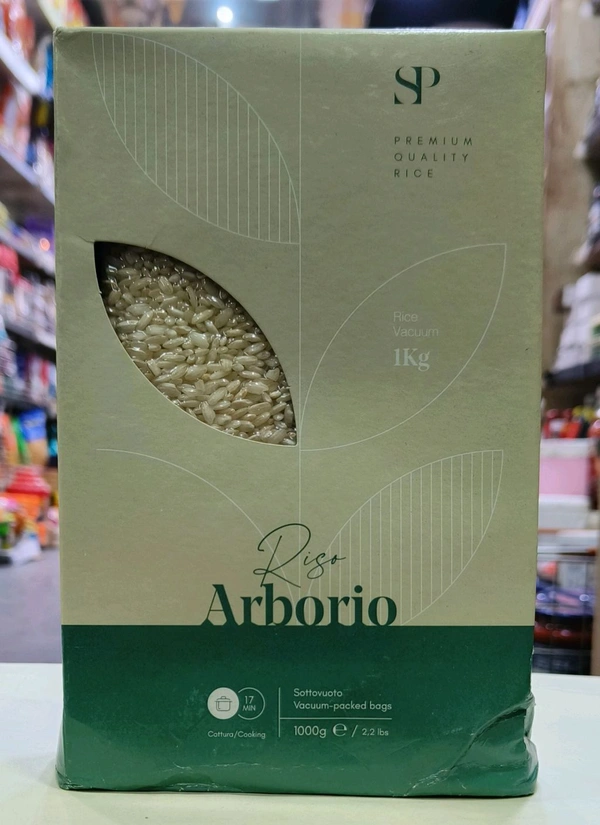 SP
PREMIUM
QUALITY
RICE
Rice
Vacuum
1Kg
Riso
Arborio
17
MIN
Cottura/Cooking
Sottovuoto
Vacuum-packed bags
1000g ℮ / 2,2 lbs